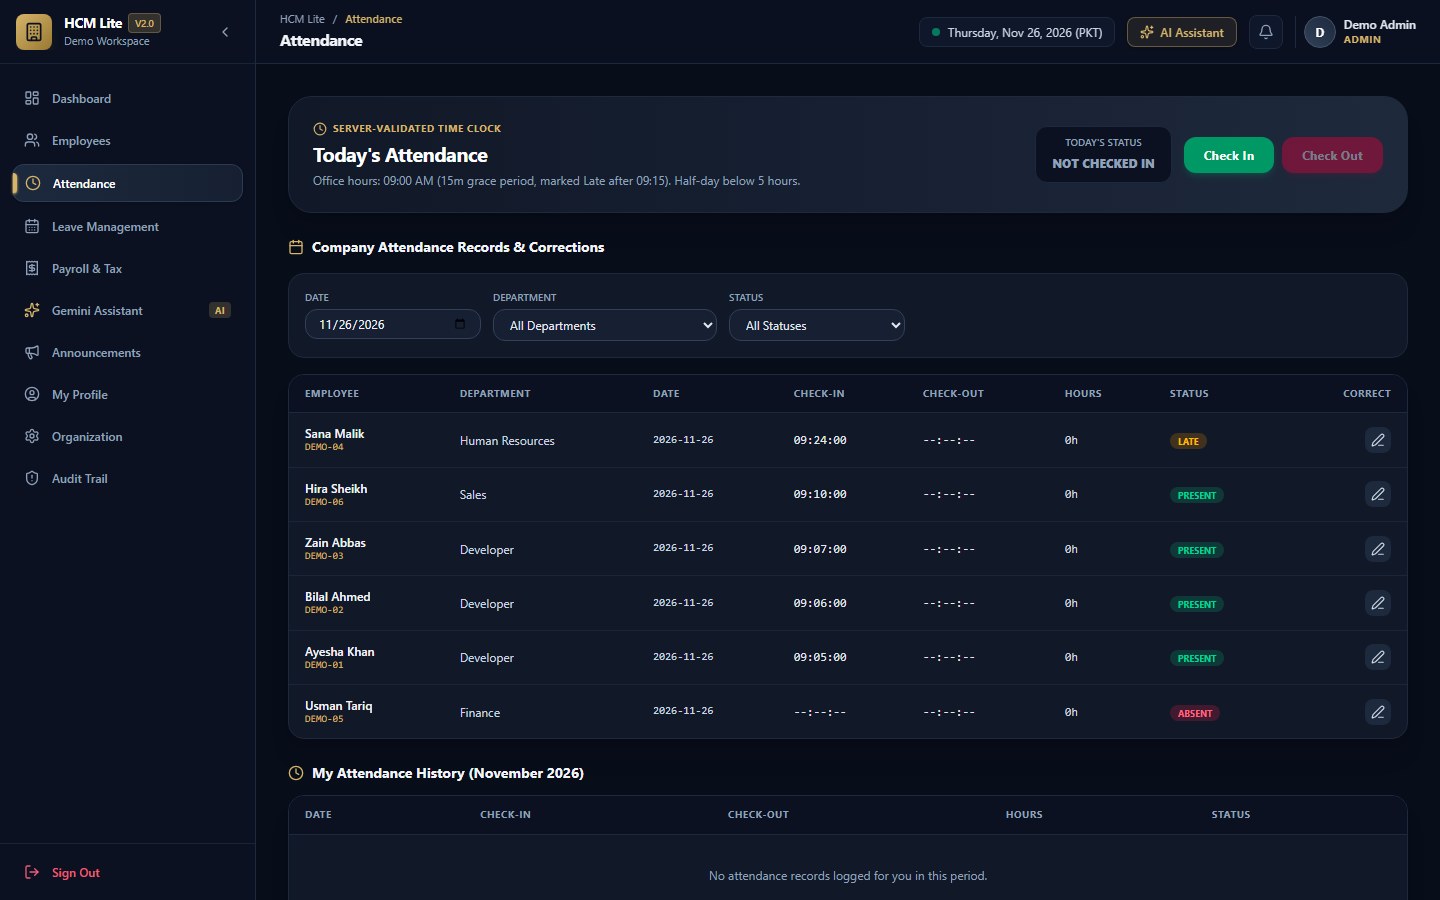 HCM Lite V2.0
Demo Workspace
Dashboard
Employees
Attendance
Leave Management
Payroll & Tax
Gemini Assistant AI
Announcements
My Profile
Organization
Audit Trail
Sign Out
HCM Lite / Attendance
Attendance
Thursday, Nov 26, 2026 (PKT)
AI Assistant
D
Demo Admin
ADMIN
SERVER-VALIDATED TIME CLOCK
Today's Attendance
Office hours: 09:00 AM (15m grace period, marked Late after 09:15). Half-day below 5 hours.
TODAY'S STATUS
NOT CHECKED IN
Check In
Check Out
Company Attendance Records & Corrections
DATE DEPARTMENT STATUS
11/26/2026 All Departments All Statuses
EMPLOYEE DEPARTMENT DATE CHECK-IN CHECK-OUT HOURS STATUS CORRECT
Sana Malik
DEMO-04
Human Resources 2026-11-26 09:24:00 --:--:-- 0h LATE
Hira Sheikh
DEMO-06
Sales 2026-11-26 09:10:00 --:--:-- 0h PRESENT
Zain Abbas
DEMO-03
Developer 2026-11-26 09:07:00 --:--:-- 0h PRESENT
Bilal Ahmed
DEMO-02
Developer 2026-11-26 09:06:00 --:--:-- 0h PRESENT
Ayesha Khan
DEMO-01
Developer 2026-11-26 09:05:00 --:--:-- 0h PRESENT
Usman Tariq
DEMO-05
Finance 2026-11-26 --:--:-- --:--:-- 0h ABSENT
My Attendance History (November 2026)
DATE CHECK-IN CHECK-OUT HOURS STATUS
No attendance records logged for you in this period.